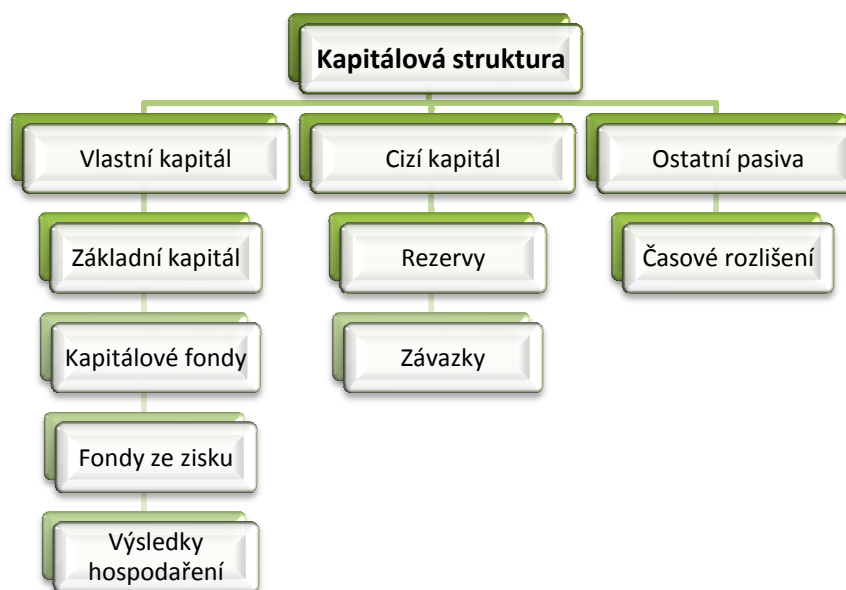 Kapitálová struktura
Vlastní kapitál
Cizí kapitál
Ostatní pasiva
Základní kapitál
Rezervy
Časové rozlišení
Kapitálové fondy
Závazky
Fondy ze zisku
Výsledky
hospodaření